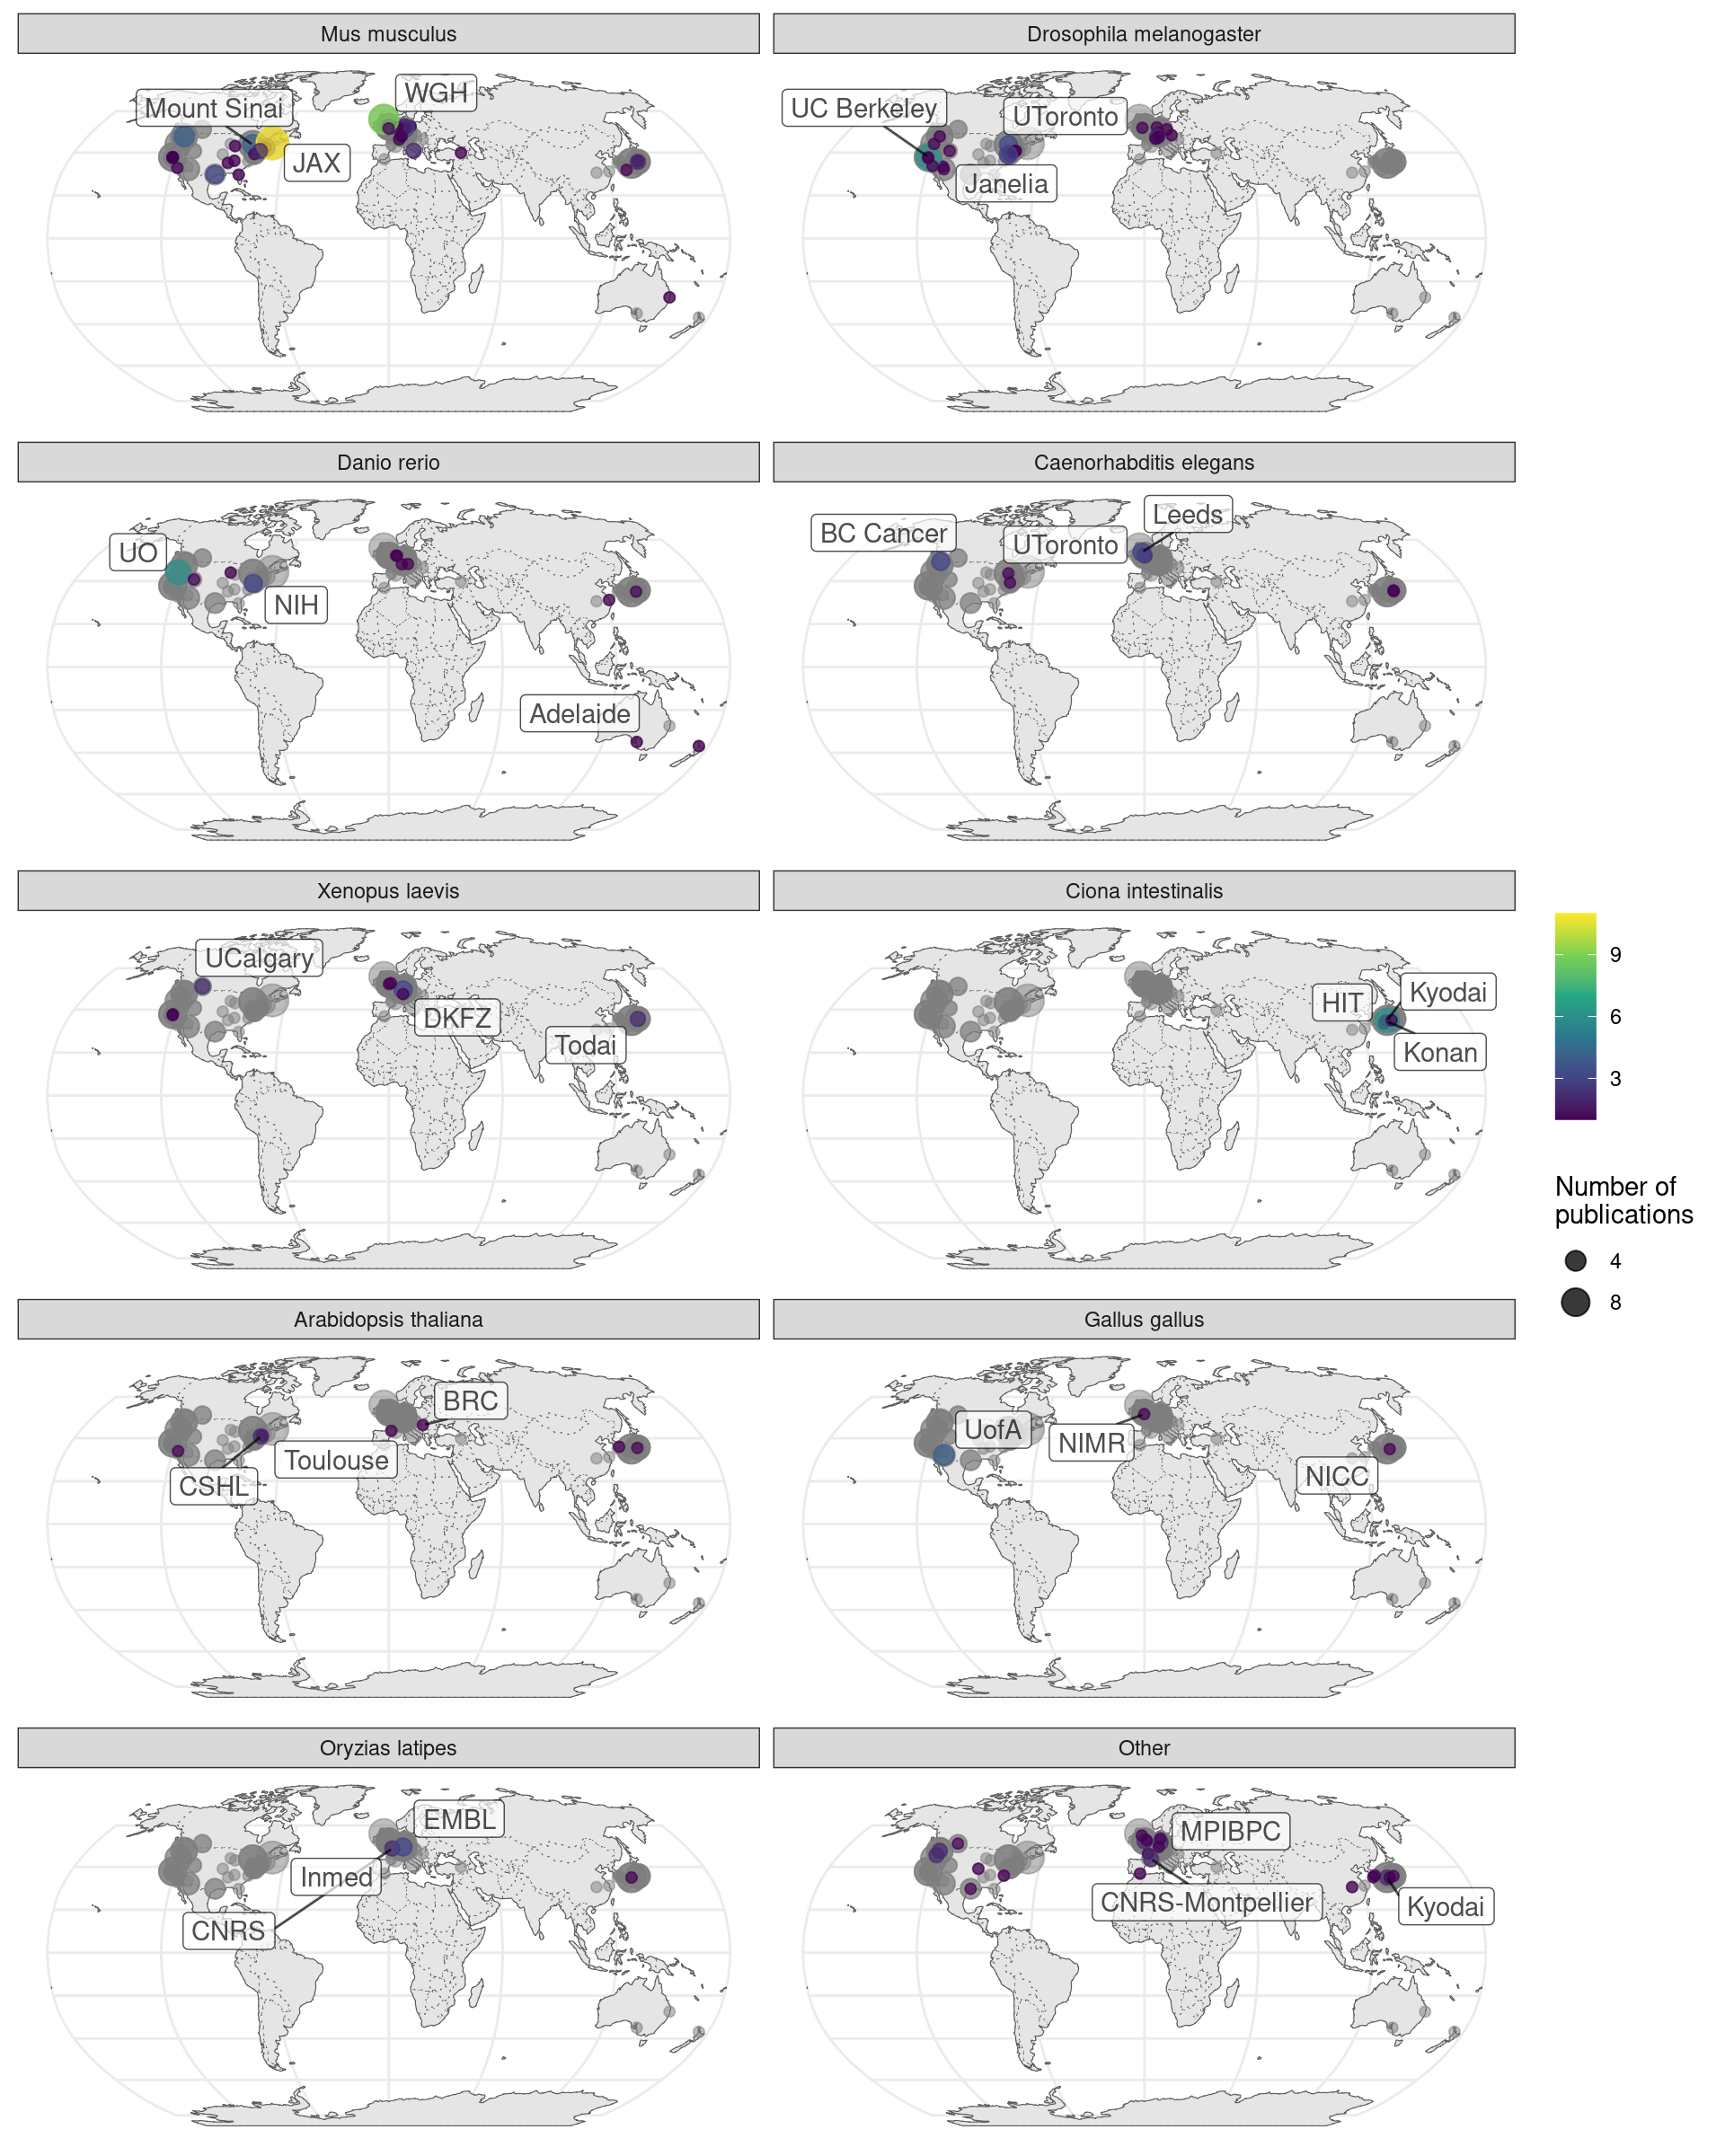 Mus musculus
Drosophila melanogaster
Mount Sinai
WGH
JAX
UC Berkeley
UToronto
Janelia
Danio rerio
Caenorhabditis elegans
UO
NIH
Adelaide
BC Cancer
UToronto
Leeds
Xenopus laevis
Ciona intestinalis
UCalgary
DKFZ
Todai
HIT
Kyodai
Konan
9
6
3
Number of
publications
4
8
Arabidopsis thaliana
Gallus gallus
BRC
Toulouse
CSHL
UofA
NIMR
NICC
Oryzias latipes
Other
EMBL
Inmed
CNRS
MPIBPC
CNRS-Montpellier
Kyodai